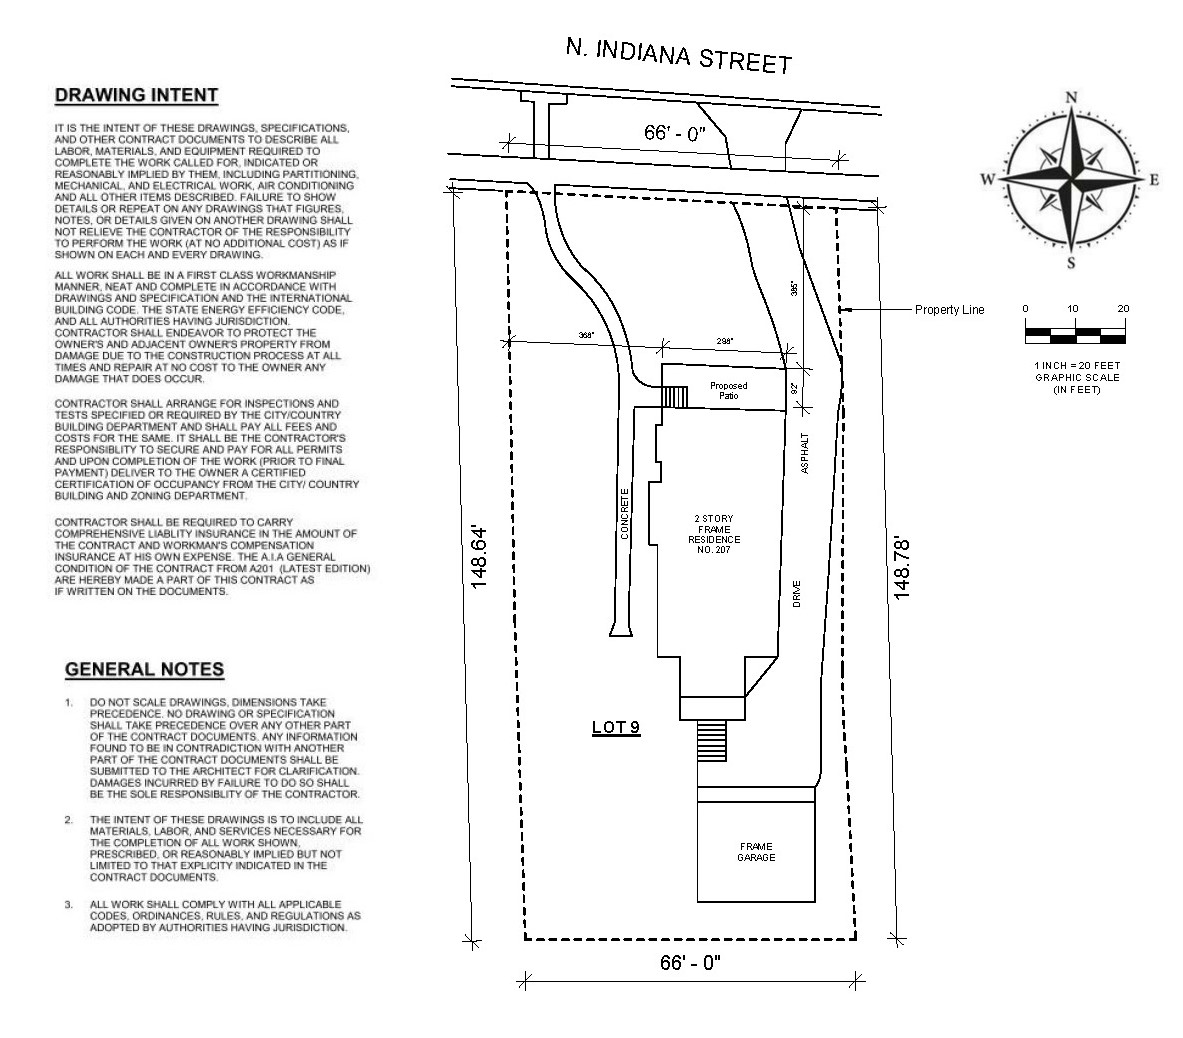 N. INDIANA STREET
DRAWING INTENT
IT IS THE INTENT OF THESE DRAWINGS, SPECIFICATIONS,
AND OTHER CONTRACT DOCUMENTS TO DESCRIBE ALL
LABOR, MATERIALS, AND EQUIPMENT REQUIRED TO
COMPLETE THE WORK CALLED FOR, INDICATED OR
REASONABLY IMPLIED BY THEM, INCLUDING PARTITIONING,
MECHANICAL, AND ELECTRICAL WORK, AIR CONDITIONING
AND ALL OTHER ITEMS DESCRIBED. FAILURE TO SHOW
DETAILS OR REPEAT ON ANY DRAWINGS THAT FIGURES,
NOTES, OR DETAILS GIVEN ON ANOTHER DRAWING SHALL
NOT RELIEVE THE CONTRACTOR OF THE RESPONSIBILITY
TO PERFORM THE WORK (AT NO ADDITIONAL COST) AS IF
SHOWN ON EACH AND EVERY DRAWING.
ALL WORK SHALL BE IN A FIRST CLASS WORKMANSHIP
MANNER, NEAT AND COMPLETE IN ACCORDANCE WITH
DRAWINGS AND SPECIFICATION AND THE INTERNATIONAL
BUILDING CODE. THE STATE ENERGY EFFICIENCY CODE,
AND ALL AUTHORITIES HAVING JURISDICTION.
CONTRACTOR SHALL ENDEAVOR TO PROTECT THE
OWNER'S AND ADJACENT OWNER'S PROPERTY FROM
DAMAGE DUE TO THE CONSTRUCTION PROCESS AT ALL
TIMES AND REPAIR AT NO COST TO THE OWNER ANY
DAMAGE THAT DOES OCCUR.
CONTRACTOR SHALL ARRANGE FOR INSPECTIONS AND
TESTS SPECIFIED OR REQUIRED BY THE CITY/COUNTRY
BUILDING DEPARTMENT AND SHALL PAY ALL FEES AND
COSTS FOR THE SAME. IT SHALL BE THE CONTRACTOR'S
RESPONSIBLITY TO SECURE AND PAY FOR ALL PERMITS
AND UPON COMPLETION OF THE WORK (PRIOR TO FINAL
PAYMENT) DELIVER TO THE OWNER A CERTIFIED
CERTIFICATION OF OCCUPANCY FROM THE CITY/ COUNTRY
BUILDING AND ZONING DEPARTMENT.
CONTRACTOR SHALL BE REQUIRED TO CARRY
COMPREHENSIVE LIABLITY INSURANCE IN THE AMOUNT OF
THE CONTRACT AND WORKMAN'S COMPENSATION
INSURANCE AT HIS OWN EXPENSE. THE A.I.A GENERAL
CONDITION OF THE CONTRACT FROM A201 (LATEST EDITION)
ARE HEREBY MADE A PART OF THIS CONTRACT AS
IF WRITTEN ON THE DOCUMENTS.
GENERAL NOTES
1. DO NOT SCALE DRAWINGS, DIMENSIONS TAKE
PRECEDENCE. NO DRAWING OR SPECIFICATION
SHALL TAKE PRECEDENCE OVER ANY OTHER PART
OF THE CONTRACT DOCUMENTS. ANY INFORMATION
FOUND TO BE IN CONTRADICTION WITH ANOTHER
PART OF THE CONTRACT DOCUMENTS SHALL BE
SUBMITTED TO THE ARCHITECT FOR CLARIFICATION.
DAMAGES INCURRED BY FAILURE TO DO SO SHALL
BE THE SOLE RESPONSIBLITY OF THE CONTRACTOR.
2. THE INTENT OF THESE DRAWINGS IS TO INCLUDE ALL
MATERIALS, LABOR, AND SERVICES NECESSARY FOR
THE COMPLETION OF ALL WORK SHOWN,
PRESCRIBED, OR REASONABLY IMPLIED BUT NOT
LIMITED TO THAT EXPLICITY INDICATED IN THE
CONTRACT DOCUMENTS.
3. ALL WORK SHALL COMPLY WITH ALL APPLICABLE
CODES, ORDINANCES, RULES, AND REGULATIONS AS
ADOPTED BY AUTHORITIES HAVING JURISDICTION.
66' - 0"
Proposed
Patio
ASPHALT
DRIVE
CONCRETE
2 STORY
FRAME
RESIDENCE
NO. 207
148.64'
148.78'
LOT 9
FRAME
GARAGE
66' - 0"
Property Line
N
W
E
S
0 10 20
1 INCH = 20 FEET
GRAPHIC SCALE
(IN FEET)